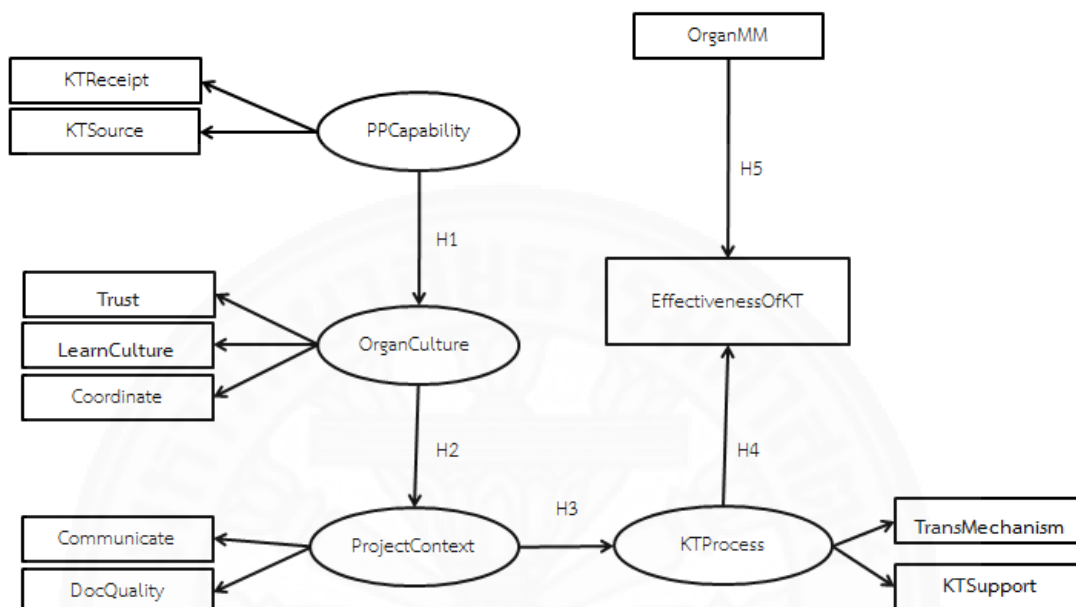 OrganMM
KTReceipt
KTSource
PPCapability
H5
H1
Trust
LearnCulture
Coordinate
OrganCulture
EffectivenessOfKT
H2
H4
H3
Communicate
DocQuality
ProjectContext
KTProcess
TransMechanism
KTSupport